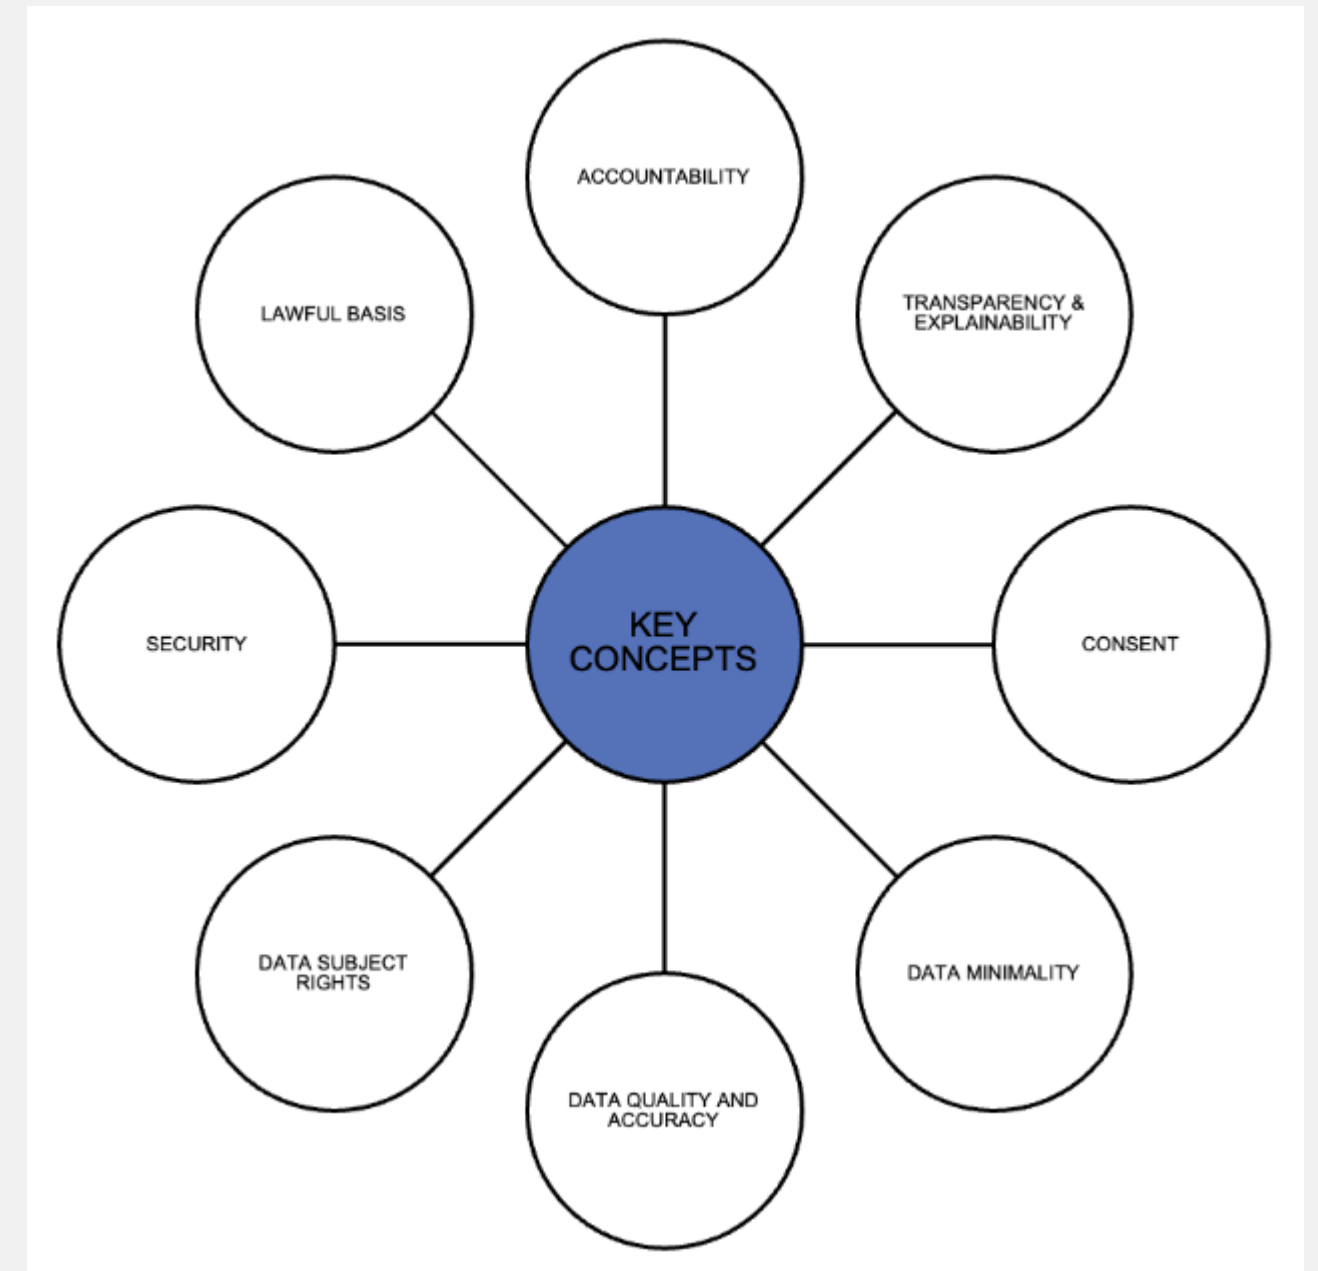 ACCOUNTABILITY
TRANSPARENCY &
EXPLAINABILITY
CONSENT
DATA MINIMALITY
DATA QUALITY AND
ACCURACY
DATA SUBJECT
RIGHTS
SECURITY
LAWFUL BASIS
KEY
CONCEPTS